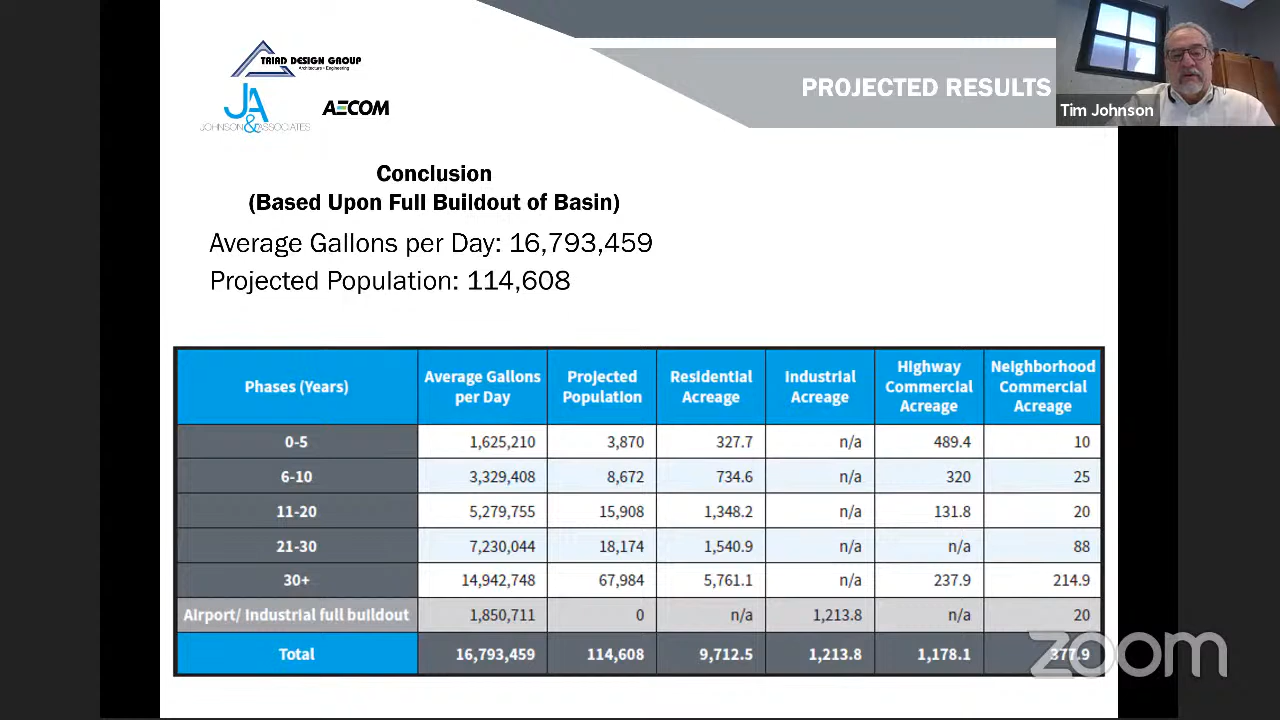 TRIAD DESIGN GROUP
Architecture • Engineering
JA
JOHNSON & ASSOCIATES
AECOM
PROJECTED RESULTS
Tim Johnson
Conclusion
(Based Upon Full Buildout of Basin)
Average Gallons per Day: 16,793,459
Projected Population: 114,608
Phases (Years) Average Gallons per Day Projected Population Residential Acreage Industrial Acreage Highway Commercial Acreage Neighborhood Commercial Acreage
0-5 1,625,210 3,870 327.7 n/a 489.4 10
6-10 3,329,408 8,672 734.6 n/a 320 25
11-20 5,279,755 15,908 1,348.2 n/a 131.8 20
21-30 7,230,044 18,174 1,540.9 n/a n/a 88
30+ 14,942,748 67,984 5,761.1 n/a 237.9 214.9
Airport/ Industrial full buildout 1,850,711 0 n/a 1,213.8 n/a 20
Total 16,793,459 114,608 9,712.5 1,213.8 1,178.1 377.9
zoom